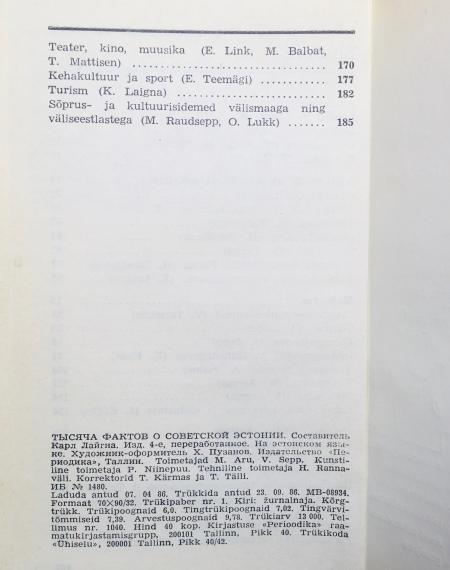 Teater, kino, muusika (E. Link, M. Balbat,
T. Mattisen) . . . . . . . . . . . . . . . . . . . . . . . . 170
Kehakultuur ja sport (E. Teemägi) . . . . . . . . . . 177
Turism (K. Laigna) . . . . . . . . . . . . . . . . . . . . . 182
Sõprus- ja kultuurisidemed välismaaga ning
väliseestlastega (M. Raudsepp, O. Lukk) . . . . . . . 185
ТЫСЯЧА ФАКТОВ О СОВЕТСКОЙ ЭСТОНИИ. Составитель
Карл Лайгна. Изд. 4-е, переработанное. На эстонском язы-
ке. Художник-оформитель Х. Пузанов. Издательство «Пе-
риодика», Таллин. Toimetajad M. Aru, V. Sepp. Kunsti-
line toimetaja P. Niinepuu. Tehniline toimetaja H. Ranna-
väli. Korrektorid T. Kärmas ja T. Täili.
ИБ № 1480.
Laduda antud 07. 04 86. Trükkida antud 23. 09. 86. MB-08934.
Formaat 70×90/32. Trükipaber nr. 1. Kiri: žurnalnaja. Kõrg-
trükk. Trükipoognaid 6,0. Tingtrükipoognaid 7,02. Tingvärvi-
tõmmiseid 7,39. Arvestuspoognaid 9,78. Trükiarv 13 000. Tel-
limus nr. 1040. Hind 40 kop. Kirjastuse «Perioodika» raa-
matukirjastamisgrupp, 200101 Tallinn, Pikk 40. Trükikoda
«Ühiselu», 200001 Tallinn, Pikk 40/42.